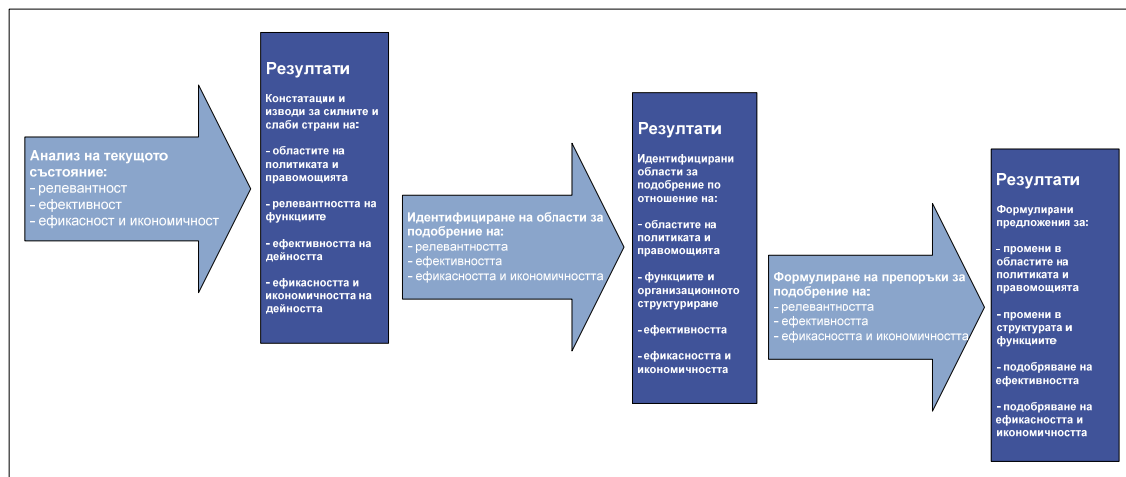 Анализ на текущото
състояние:
- релевантност
- ефективност
- ефикасност и икономичност
Резултати
Констатации и
изводи за силните и
слаби страни на:
- областите на
политиката и
правомощията
- релевантността на
функциите
- ефективността на
дейността
- ефикасността и
икономичността на
дейността
Идентифициране на области за
подобрение на:
- релевантността
- ефективността
- ефикасността и икономичността
Резултати
Идентифицирани
области за
подобрение по
отношение на:
- областите на
политиката и
правомощията
- функциите и
организационното
структуриране
- ефективността
- ефикасността и
икономичността
Формулиране на препоръки за
подобрение на:
- релевантността
- ефективността
- ефикасността и икономичността
Резултати
Формулирани
предложения за:
- промени в
областите на
политиката и
правомощията
- промени в
структурата и
функциите
- подобряване на
ефективността
- подобряване на
ефикасността и
икономичността